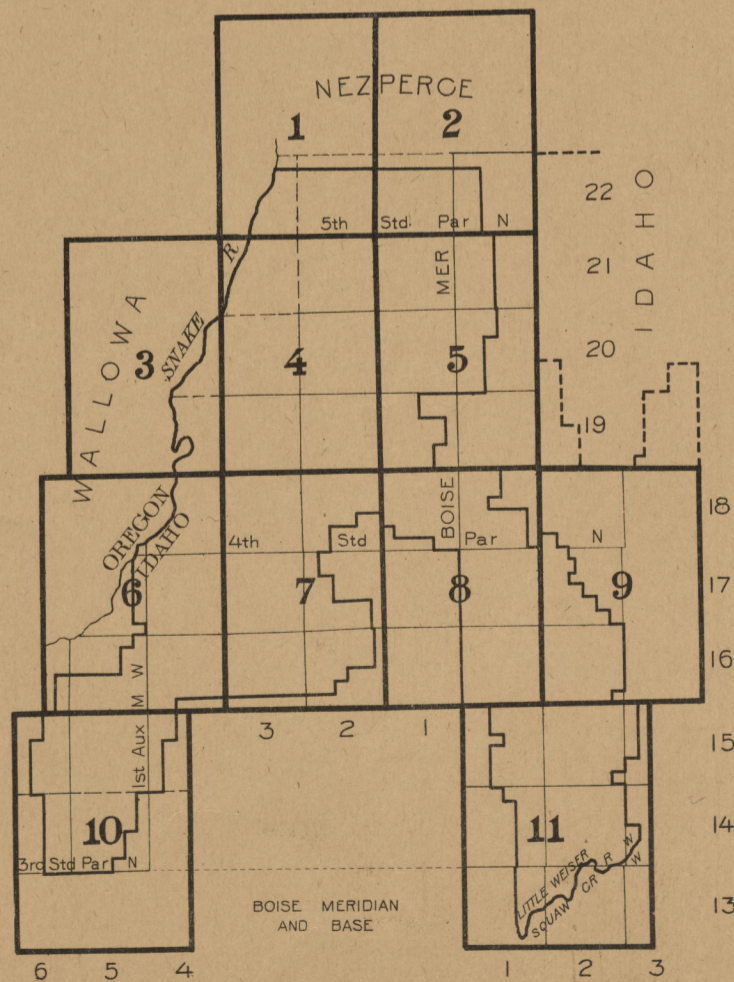 NEZ PERCE
1
2
22
5th Std. Par N
IDAHO
R
MER
21
WALLOWA
3
SNAKE
4
5
20
19
OREGON
IDAHO
BOISE
18
4th Std Par N
6
7
8
9
17
16
1st Aux M W
3
2
1
15
10
11
14
3rd Std Par N
LITTLE WEISER R
SQUAW CR
W
W
13
BOISE MERIDIAN
AND BASE
6 5 4
1 2 3